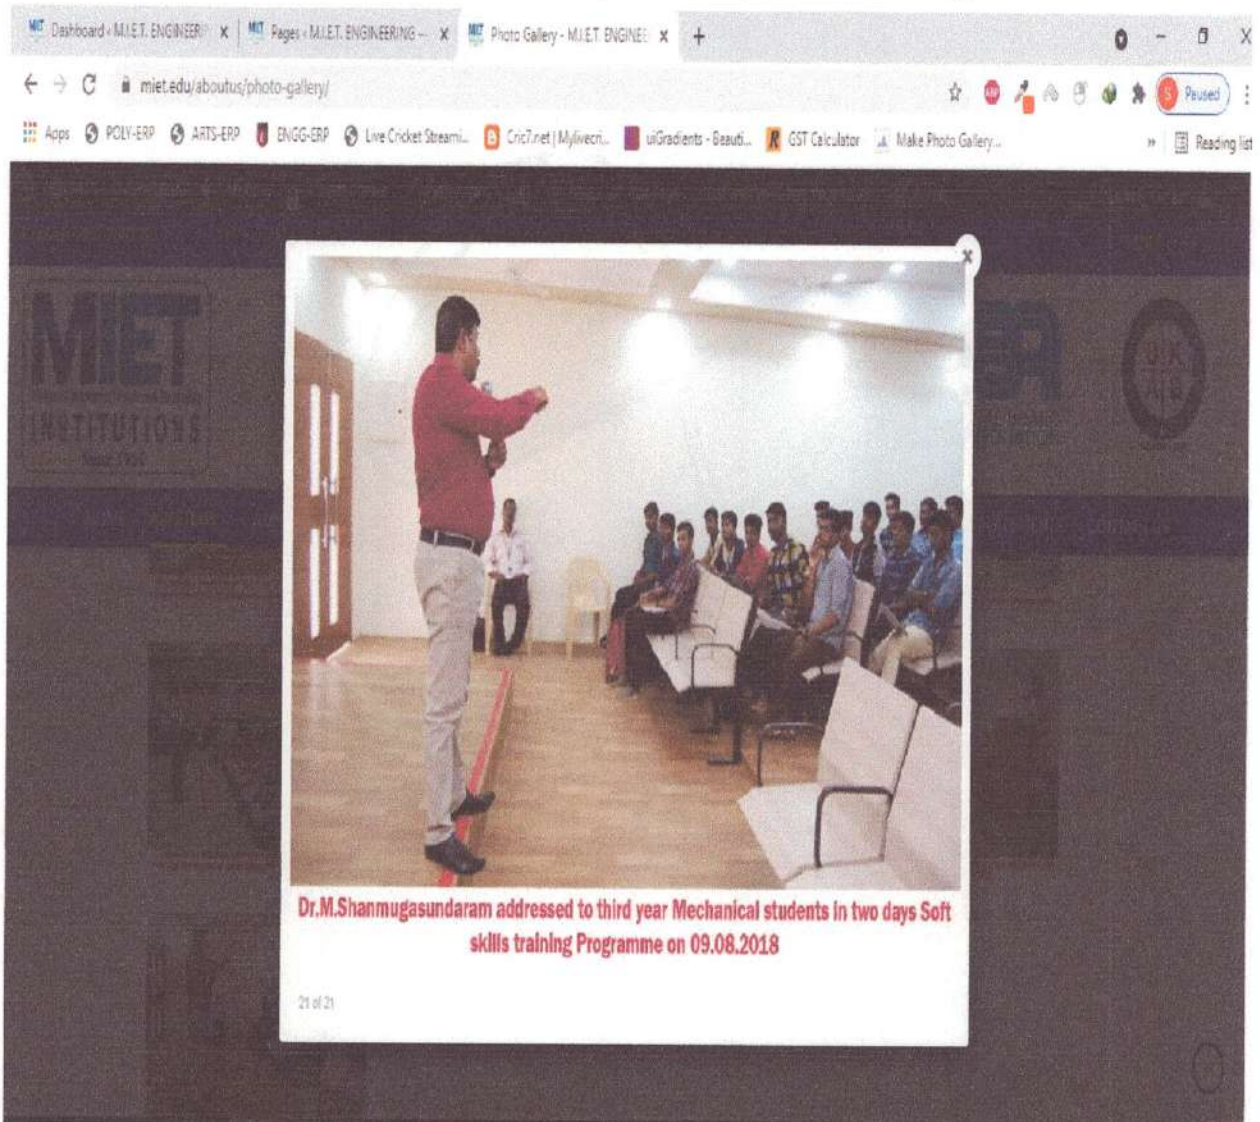 Dashboard ‹ M.I.E.T. ENGINEER
Pages ‹ M.I.E.T. ENGINEERING —
Photo Gallery - M.I.E.T. ENGINEE
miet.edu/aboutus/photo-gallery/
Paused
Apps
POLY-ERP
ARTS-ERP
ENGG-ERP
Live Cricket Streami...
Cric7.net | Mylivecri...
uiGradients - Beauti...
GST Calculator
Make Photo Gallery...
»
Reading list
MIET
INSTITUTIONS
Dr.M.Shanmugasundaram addressed to third year Mechanical students in two days Soft
skills training Programme on 09.08.2018
21 of 21